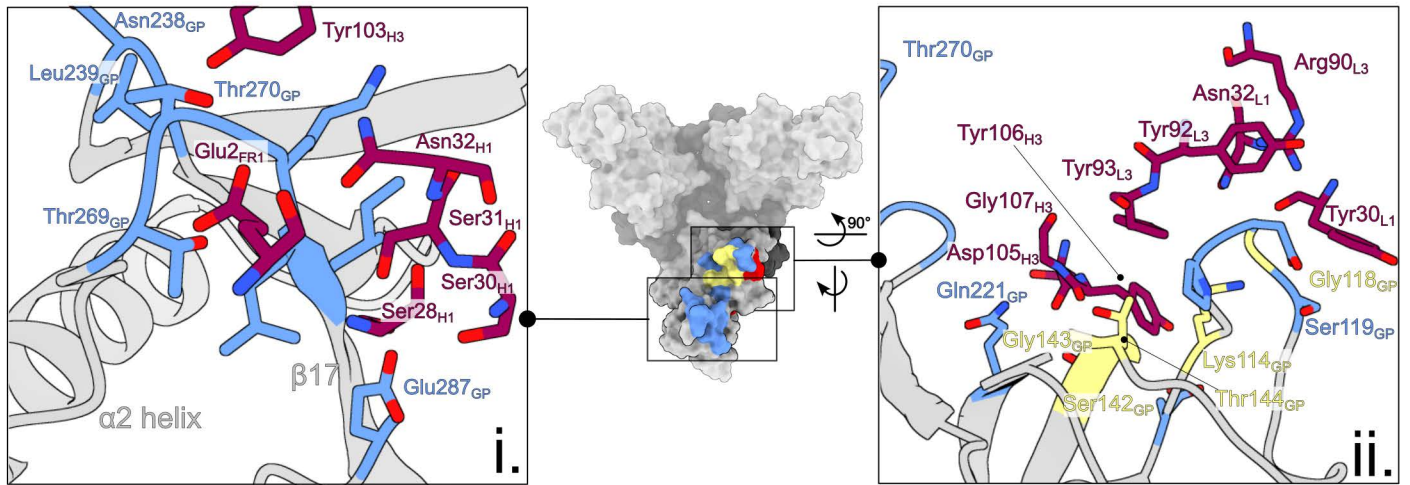 Asn238GP
Tyr103H3
Leu239GP
Thr270GP
Asn32H1
Glu2FR1
Thr269GP
Ser31H1
Ser30H1
Ser28H1
β17
Glu287GP
α2 helix
i.
90°
Thr270GP
Arg90L3
Asn32L1
Tyr106H3
Tyr92L3
Tyr93L3
Gly107H3
Tyr30L1
Asp105H3
Gly118GP
Gln221GP
Ser119GP
Gly143GP
Lys114GP
Ser142GP
Thr144GP
ii.